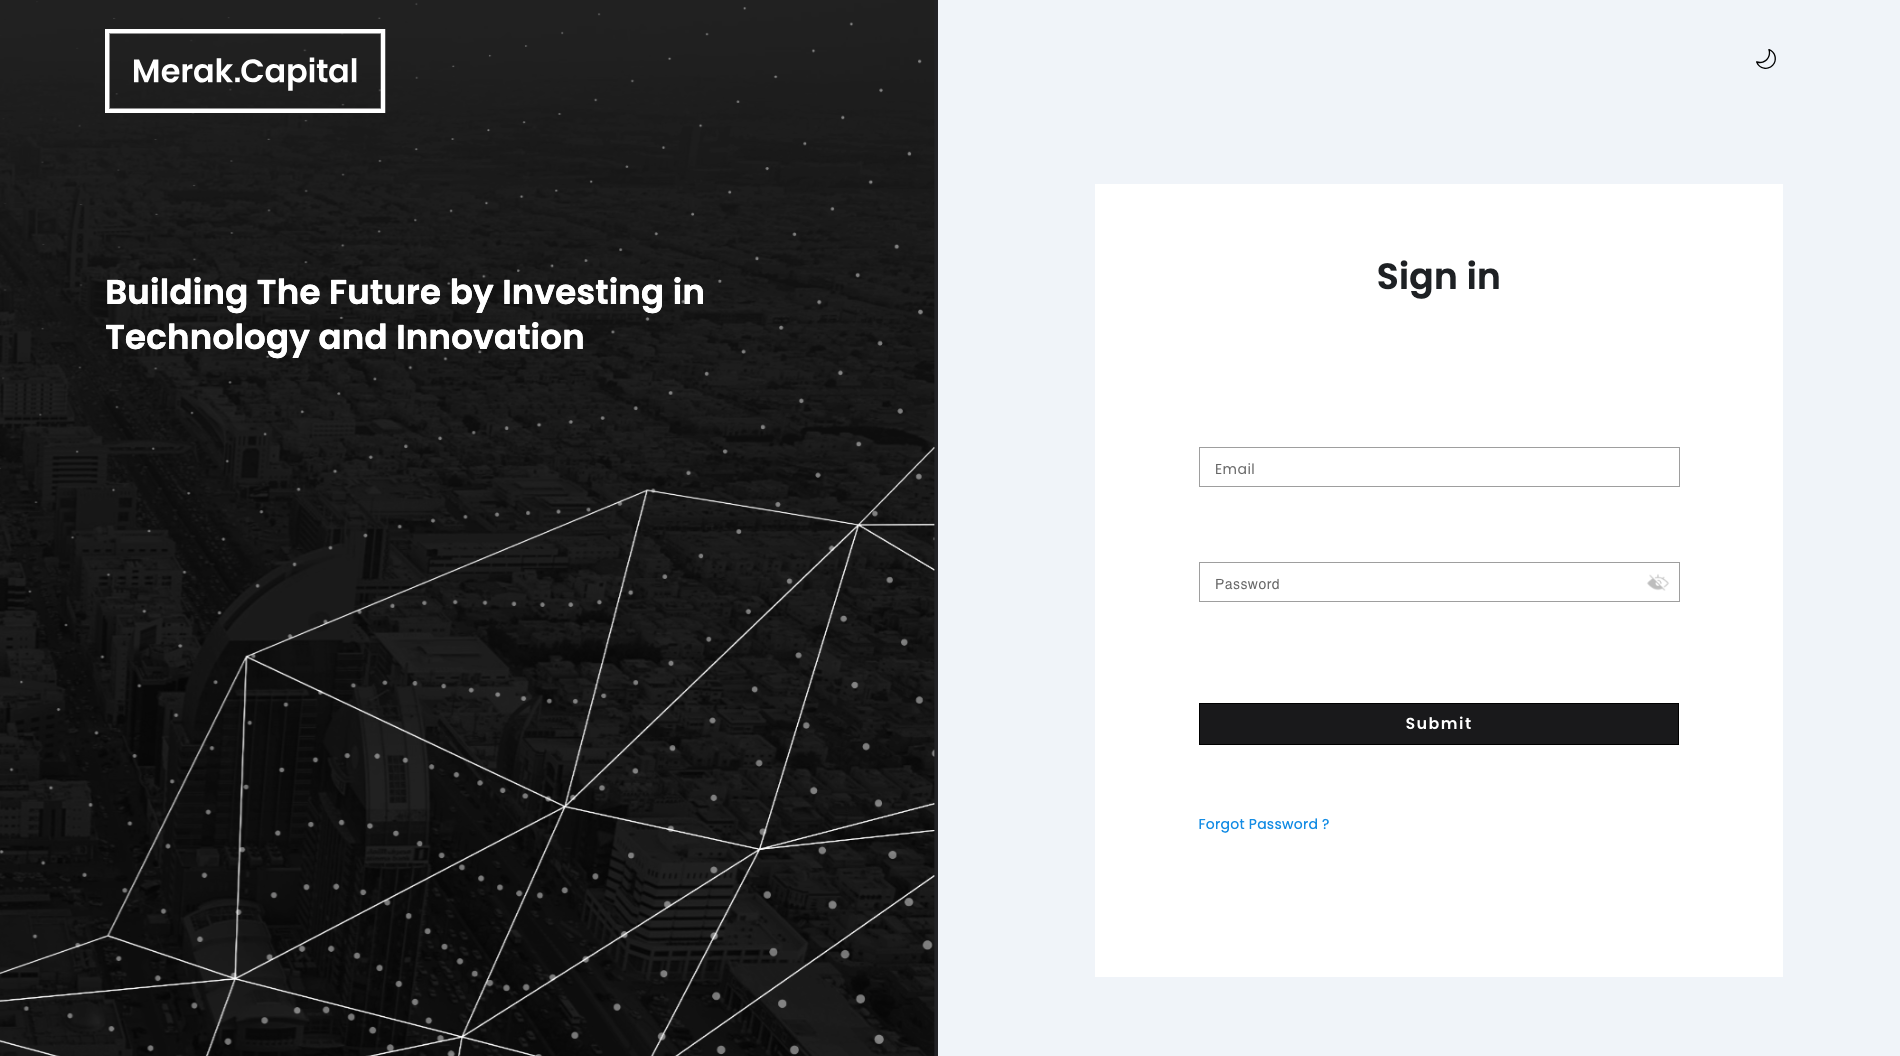 Merak.Capital
Building The Future by Investing in
Technology and Innovation
Sign in
Email
Password
Submit
Forgot Password ?